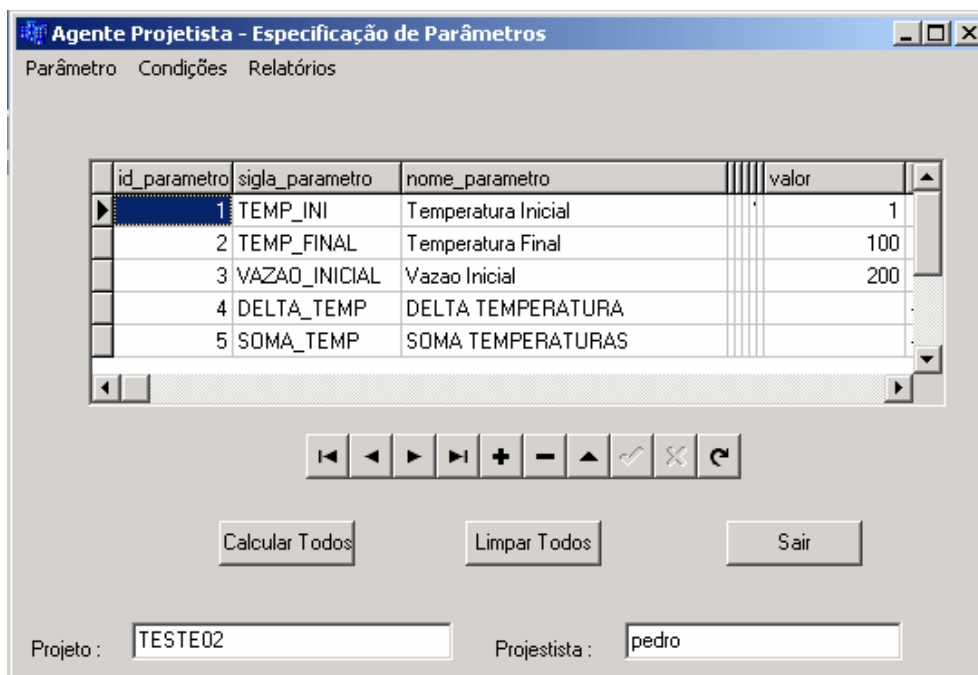 Agente Projetista - Especificação de Parâmetros
Parâmetro Condições Relatórios
id_parametro sigla_parametro nome_parametro valor
1 TEMP_INI Temperatura Inicial 1
2 TEMP_FINAL Temperatura Final 100
3 VAZAO_INICIAL Vazao Inicial 200
4 DELTA_TEMP DELTA TEMPERATURA
5 SOMA_TEMP SOMA TEMPERATURAS
Calcular Todos Limpar Todos Sair
Projeto : TESTE02 Projestista : pedro